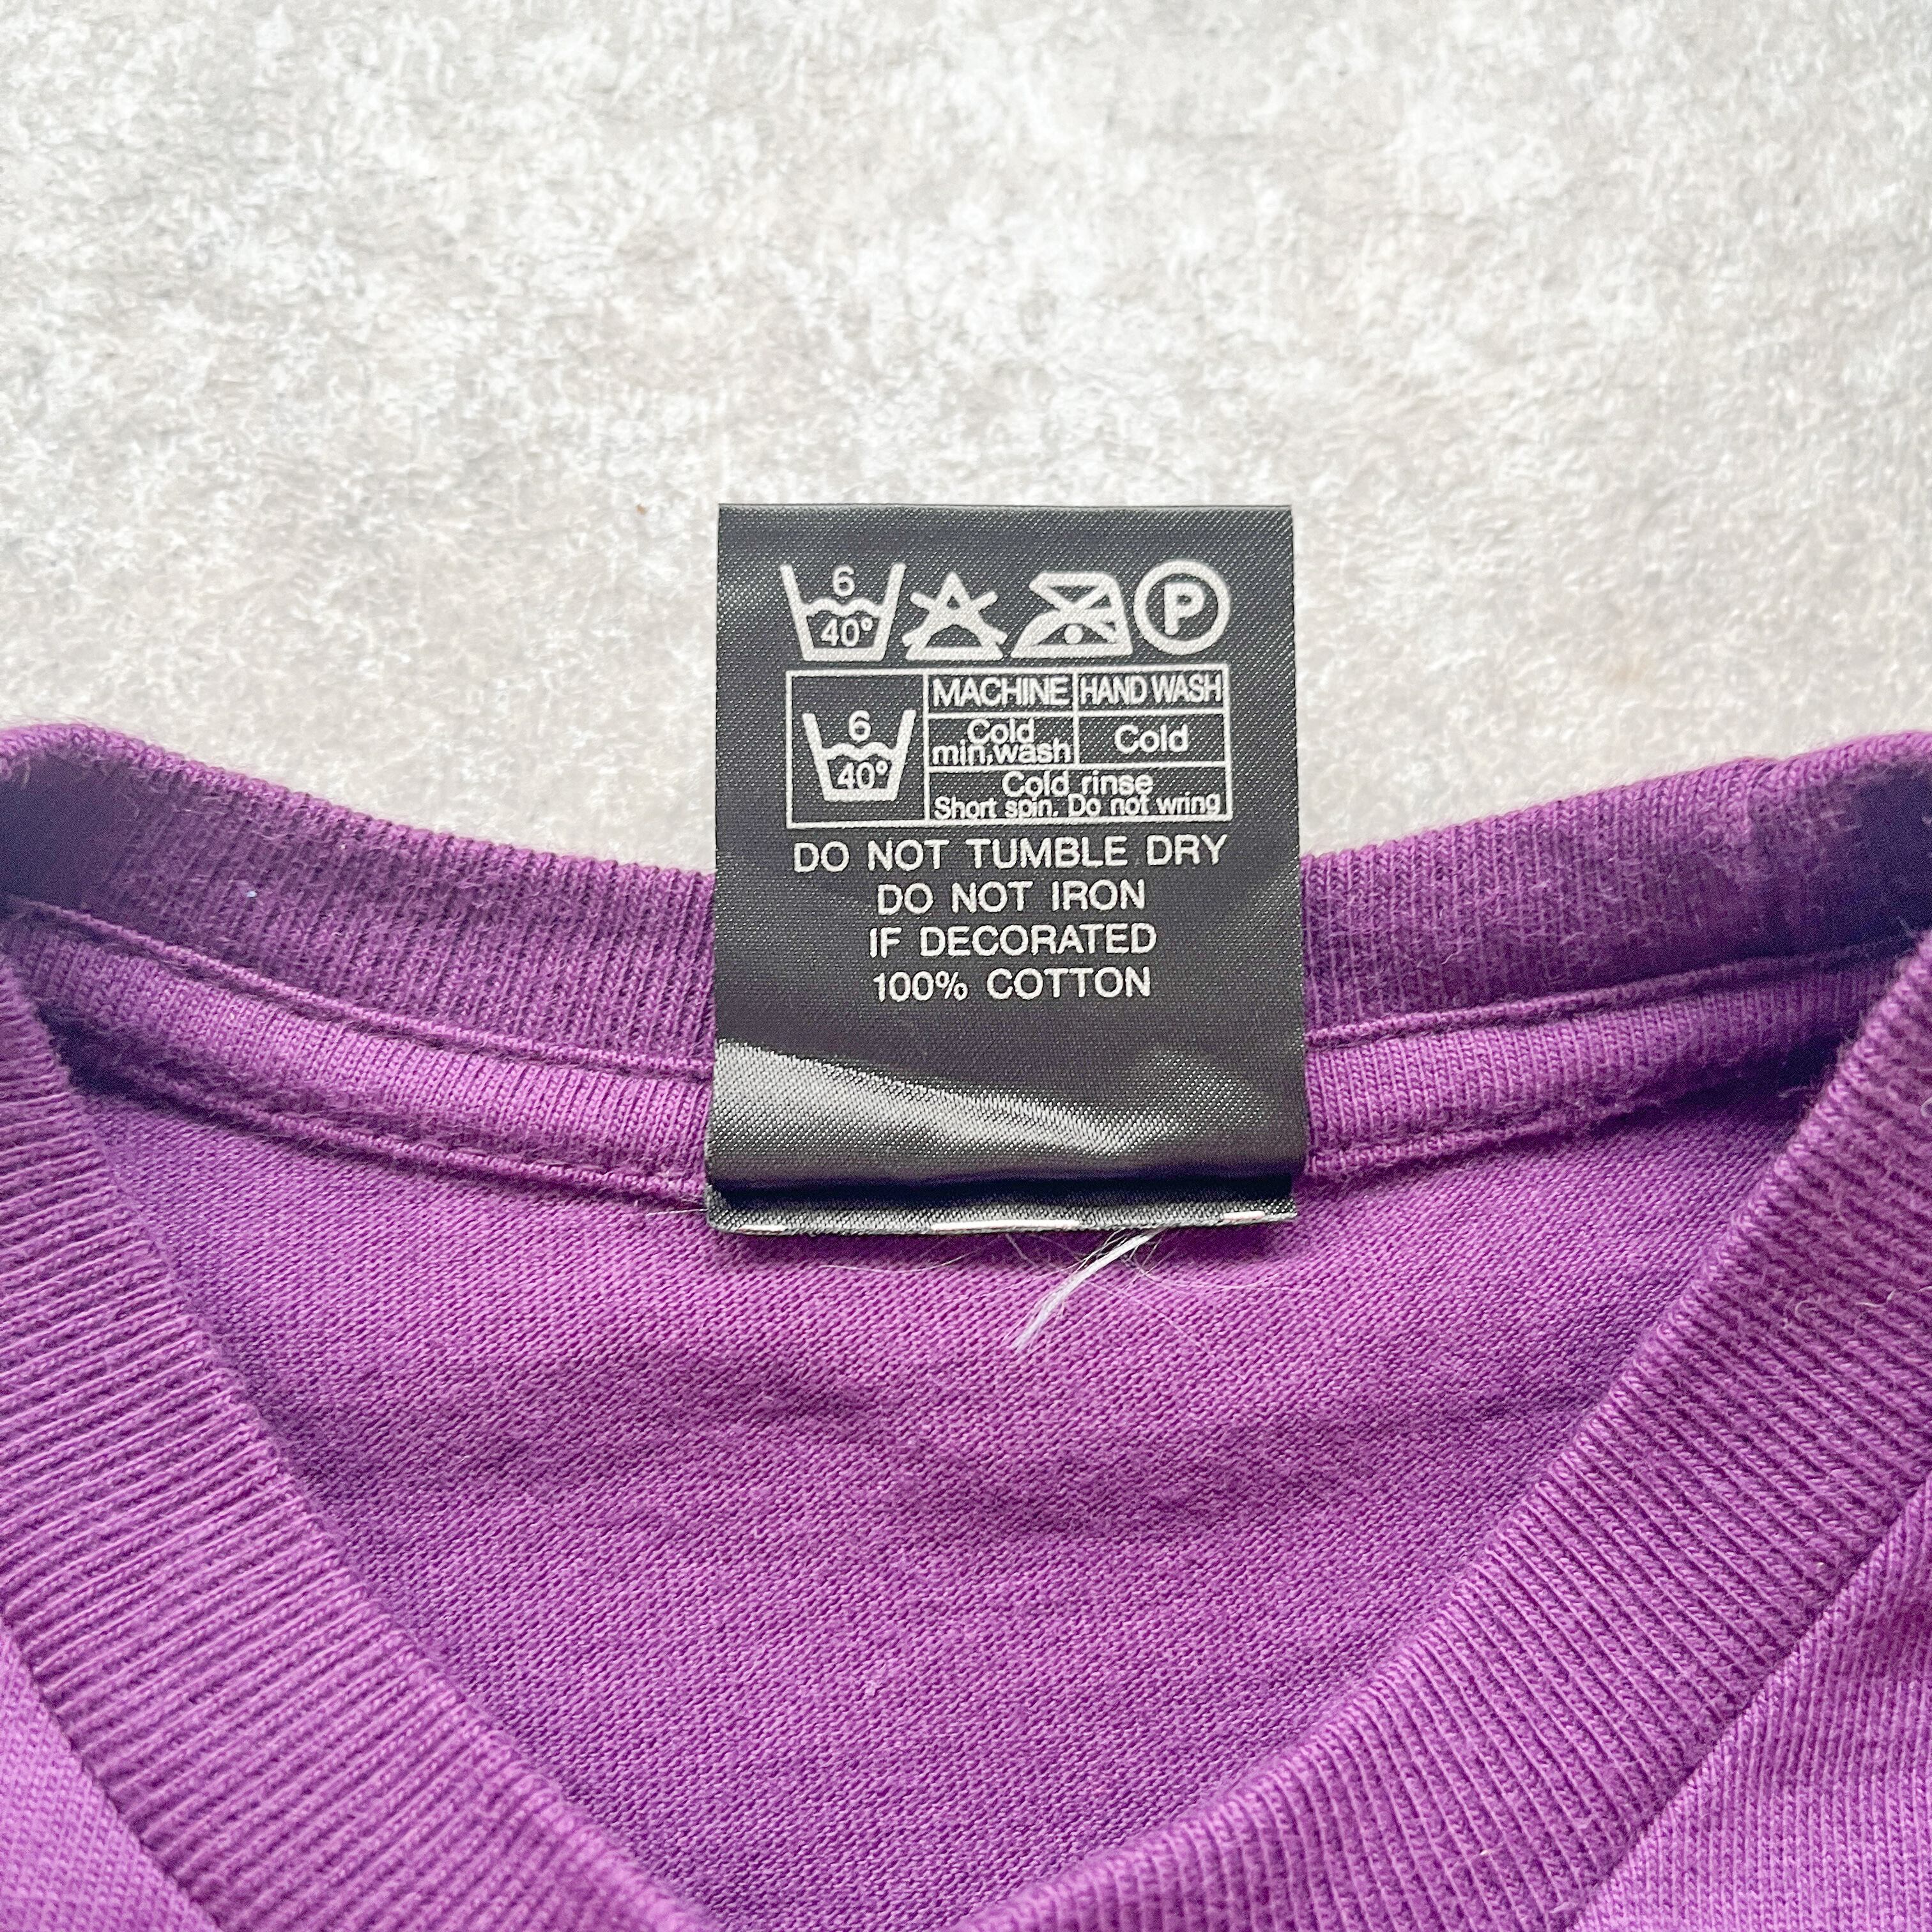 6
40°
P
MACHINE HAND WASH
6
40°
Cold
min,wash
Cold
Cold rinse
Short spin. Do not wring
DO NOT TUMBLE DRY
DO NOT IRON
IF DECORATED
100% COTTON